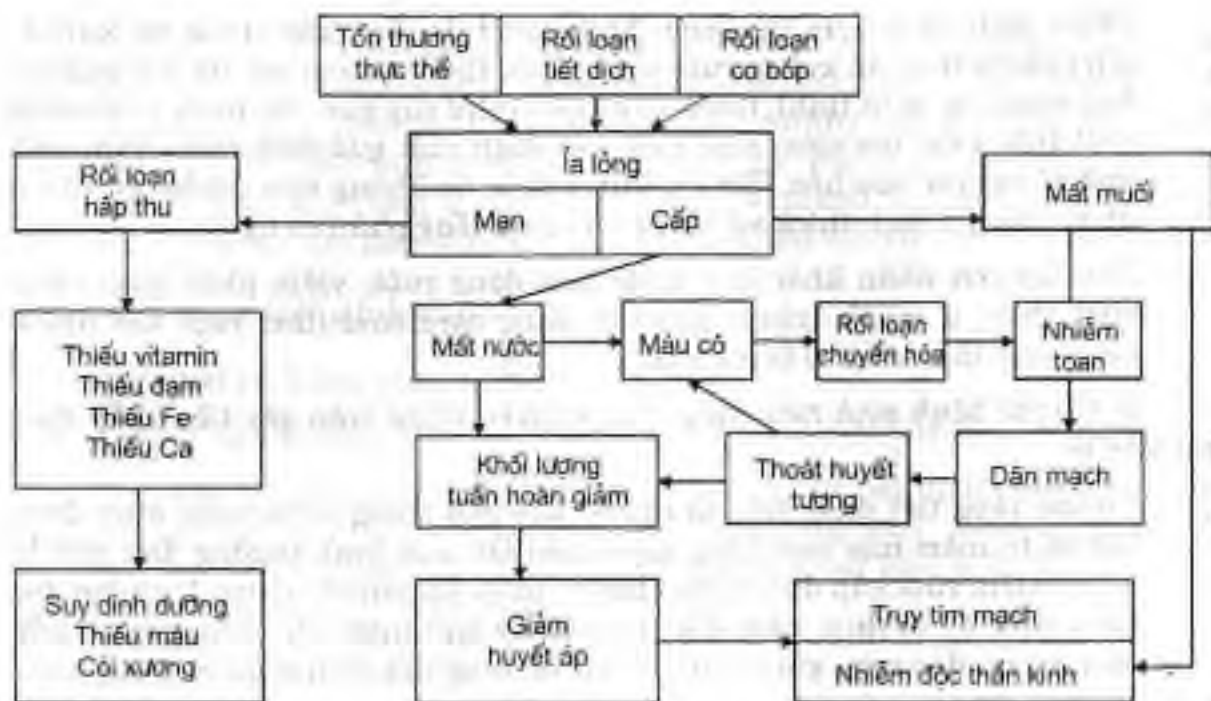 Tổn thương
thực thể
Rối loạn
tiết dịch
Rối loạn
co bóp
Ỉa lỏng
Mạn
Cấp
Rối loạn
hấp thu
Mất muối
Thiếu vitamin
Thiếu đạm
Thiếu Fe
Thiếu Ca
Mất nước
Máu cô
Rối loạn
chuyển hóa
Nhiễm
toan
Khối lượng
tuần hoàn giảm
Thoát huyết
tương
Dãn mạch
Suy dinh dưỡng
Thiếu máu
Còi xương
Giảm
huyết áp
Trụy tim mạch
Nhiễm độc thần kinh